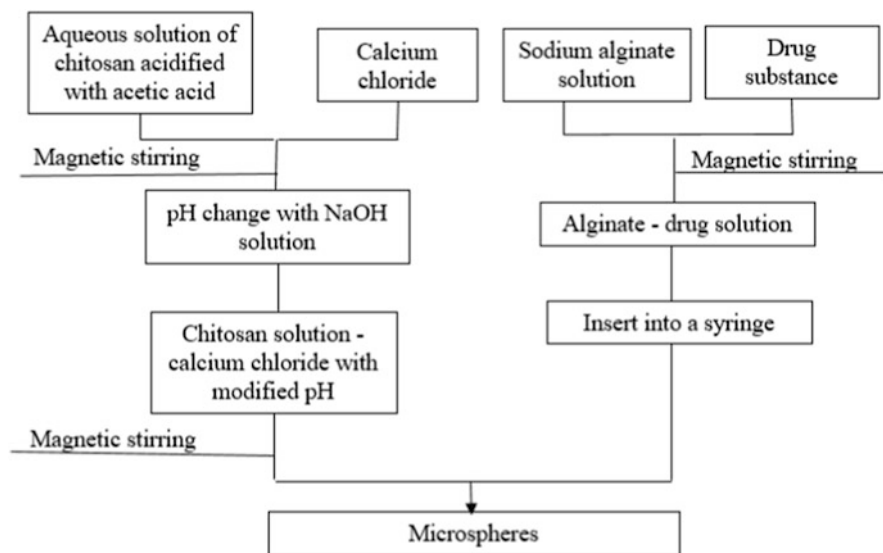 Aqueous solution of
chitosan acidified
with acetic acid
Calcium
chloride
Sodium alginate
solution
Drug
substance
Magnetic stirring
Magnetic stirring
pH change with NaOH
solution
Alginate - drug solution
Chitosan solution -
calcium chloride with
modified pH
Insert into a syringe
Magnetic stirring
Microspheres